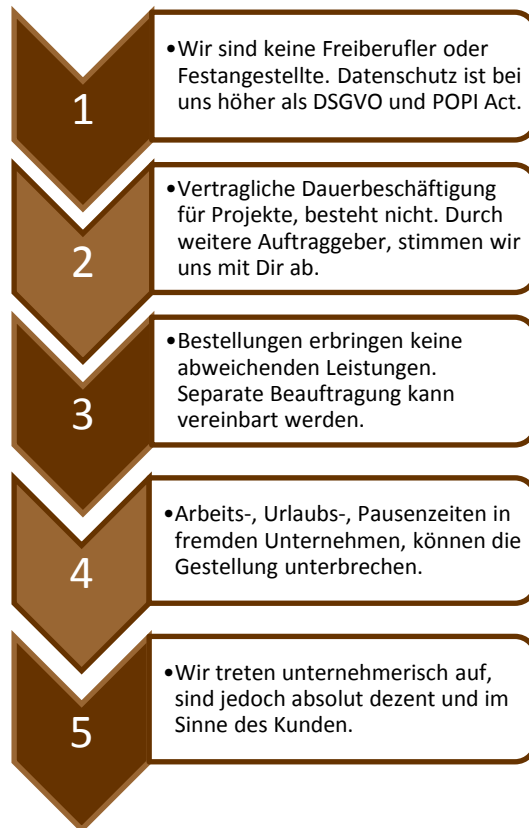 1
•Wir sind keine Freiberufler oder
Festangestellte. Datenschutz ist bei
uns höher als DSGVO und POPI Act.
2
•Vertragliche Dauerbeschäftigung
für Projekte, besteht nicht. Durch
weitere Auftraggeber, stimmen wir
uns mit Dir ab.
3
•Bestellungen erbringen keine
abweichenden Leistungen.
Separate Beauftragung kann
vereinbart werden.
4
•Arbeits-, Urlaubs-, Pausenzeiten in
fremden Unternehmen, können die
Gestellung unterbrechen.
5
•Wir treten unternehmerisch auf,
sind jedoch absolut dezent und im
Sinne des Kunden.